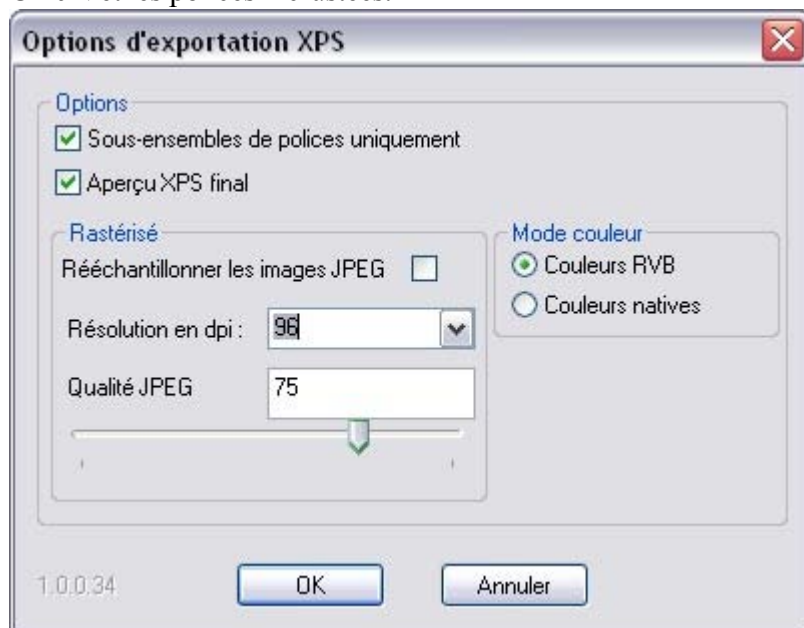 Options d'exportation XPS
Options
Sous-ensembles de polices uniquement
Aperçu XPS final
Rastérisé
Rééchantillonner les images JPEG
Résolution en dpi : 96
Qualité JPEG 75
Mode couleur
Couleurs RVB
Couleurs natives
1.0.0.34
OK
Annuler